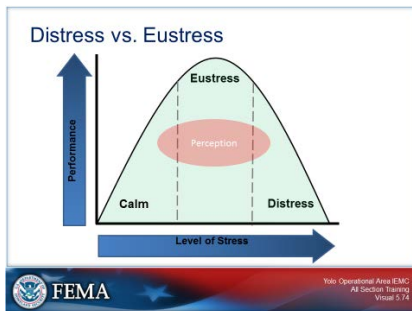 Distress vs. Eustress
Eustress
Performance
Perception
Calm
Distress
Level of Stress
FEMA
Yolo Operational Area IEMC
All Section Training
Visual 5.74